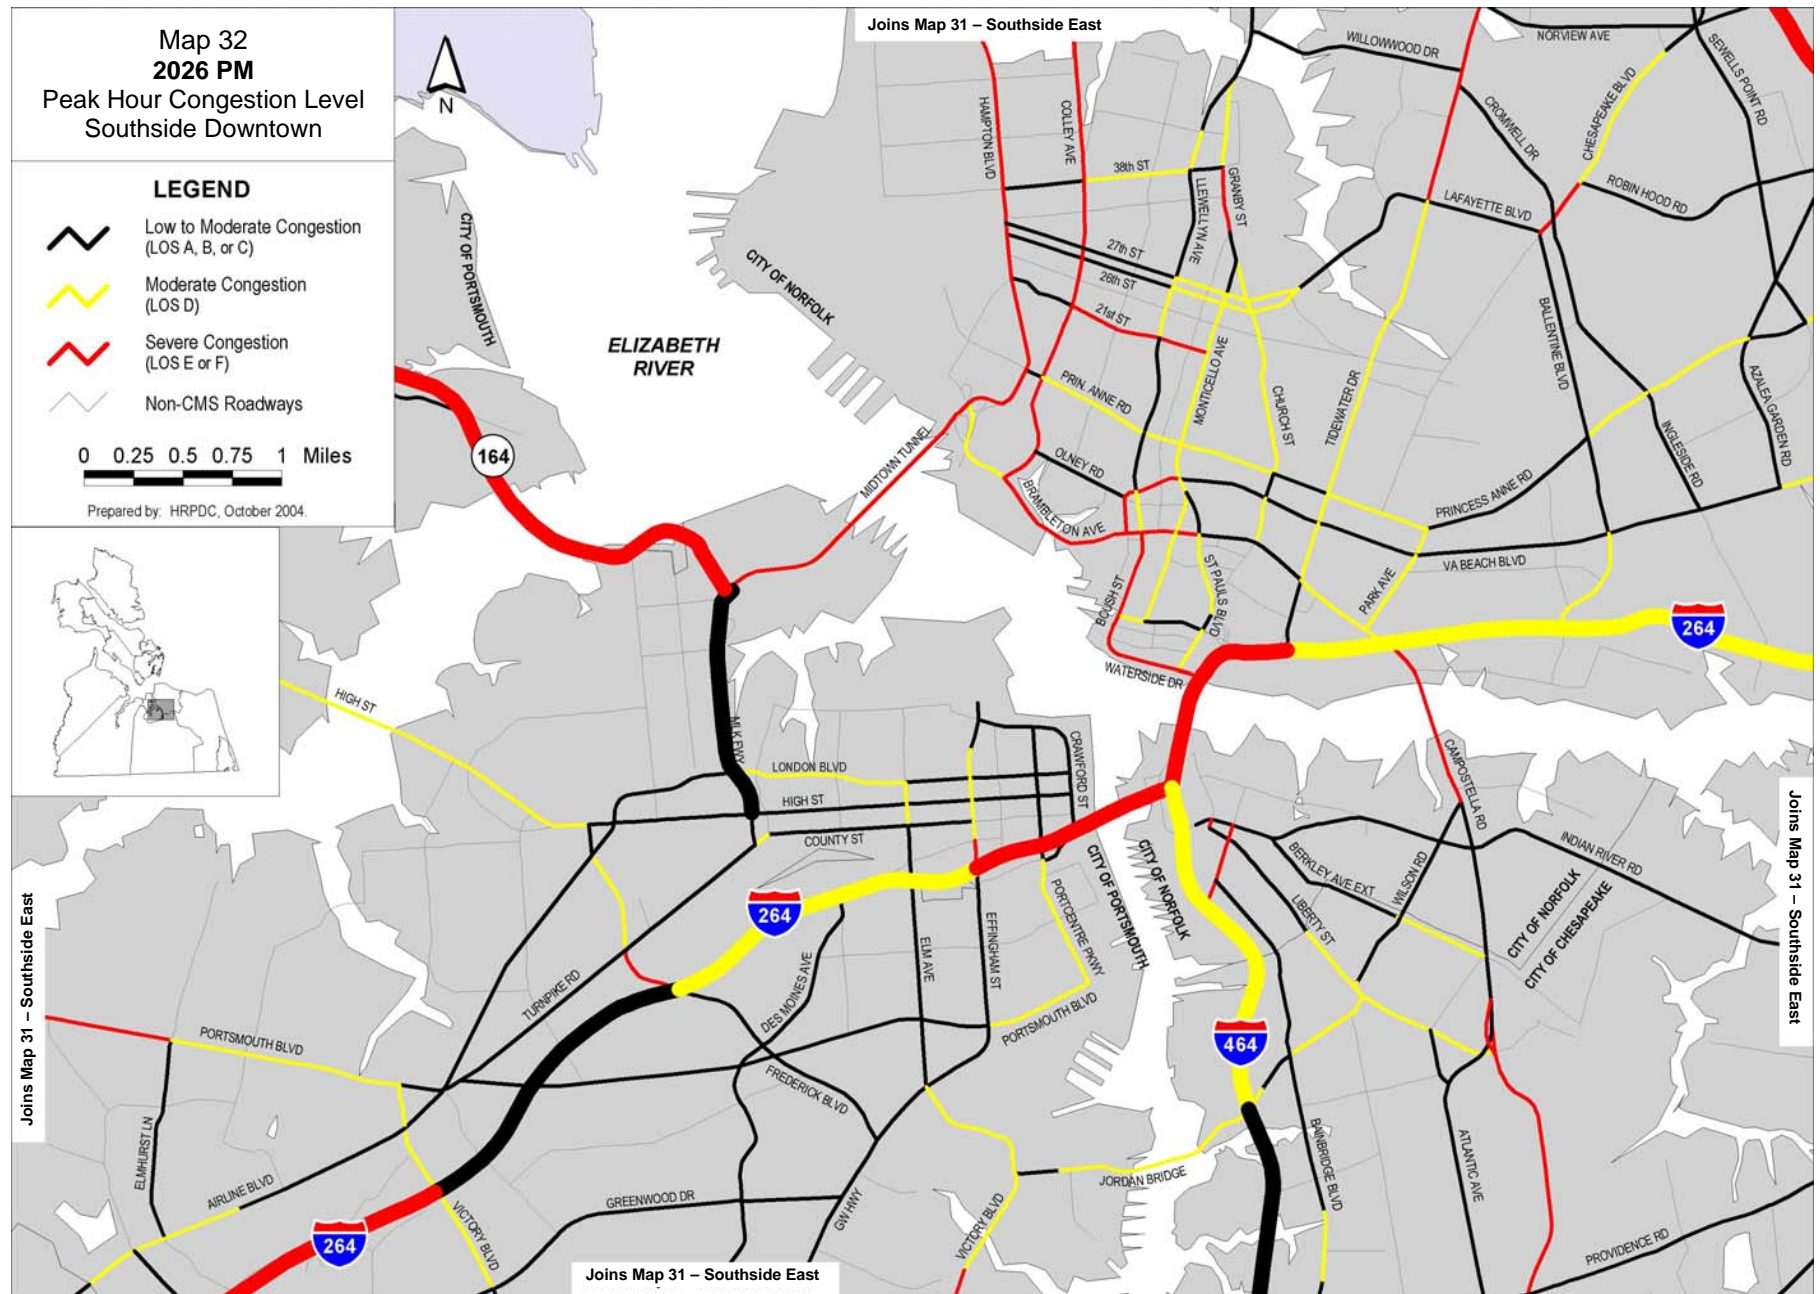 Map 32
2026 PM
Peak Hour Congestion Level
Southside Downtown
LEGEND
Low to Moderate Congestion
(LOS A, B, or C)
Moderate Congestion
(LOS D)
Severe Congestion
(LOS E or F)
Non-CMS Roadways
0 0.25 0.5 0.75 1 Miles
Prepared by: HRPDC, October 2004.
N
Joins Map 31 – Southside East
WILLOWWOOD DR
NORVIEW AVE
SEWELLS POINT RD
CHESAPEAKE BLVD
CROMWELL DR
HAMPTON BLVD
COLLEY AVE
38th ST
LLEWELLYN AVE
GRANBY ST
LAFAYETTE BLVD
ROBIN HOOD RD
CITY OF PORTSMOUTH
CITY OF NORFOLK
27th ST
26th ST
21st ST
ELIZABETH
RIVER
BALLENTINE BLVD
MONTICELLO AVE
PRIN. ANNE RD
CHURCH ST
TIDEWATER DR
AZALEA GARDEN RD
INGLESIDE RD
164
MIDTOWN TUNNEL
OLNEY RD
BRAMBLETON AVE
PRINCESS ANNE RD
VA BEACH BLVD
BOUSH ST
ST PAULS BLVD
PARK AVE
264
WATERSIDE DR
HIGH ST
MLK FWY
LONDON BLVD
HIGH ST
COUNTY ST
CRAWFORD ST
CAMPOSTELLA RD
INDIAN RIVER RD
BERKLEY AVE EXT
WILSON RD
LIBERTY ST
CITY OF NORFOLK
CITY OF CHESAPEAKE
CITY OF PORTSMOUTH
CITY OF NORFOLK
Joins Map 31 – Southside East
Joins Map 31 – Southside East
264
ELM AVE
EFFINGHAM ST
PORTCENTRE PKWY
TURNPIKE RD
DES MOINES AVE
PORTSMOUTH BLVD
PORTSMOUTH BLVD
464
FREDERICK BLVD
ELMHURST LN
AIRLINE BLVD
VICTORY BLVD
GREENWOOD DR
GW HWY
VICTORY BLVD
JORDAN BRIDGE
BAINBRIDGE BLVD
ATLANTIC AVE
PROVIDENCE RD
264
Joins Map 31 – Southside East